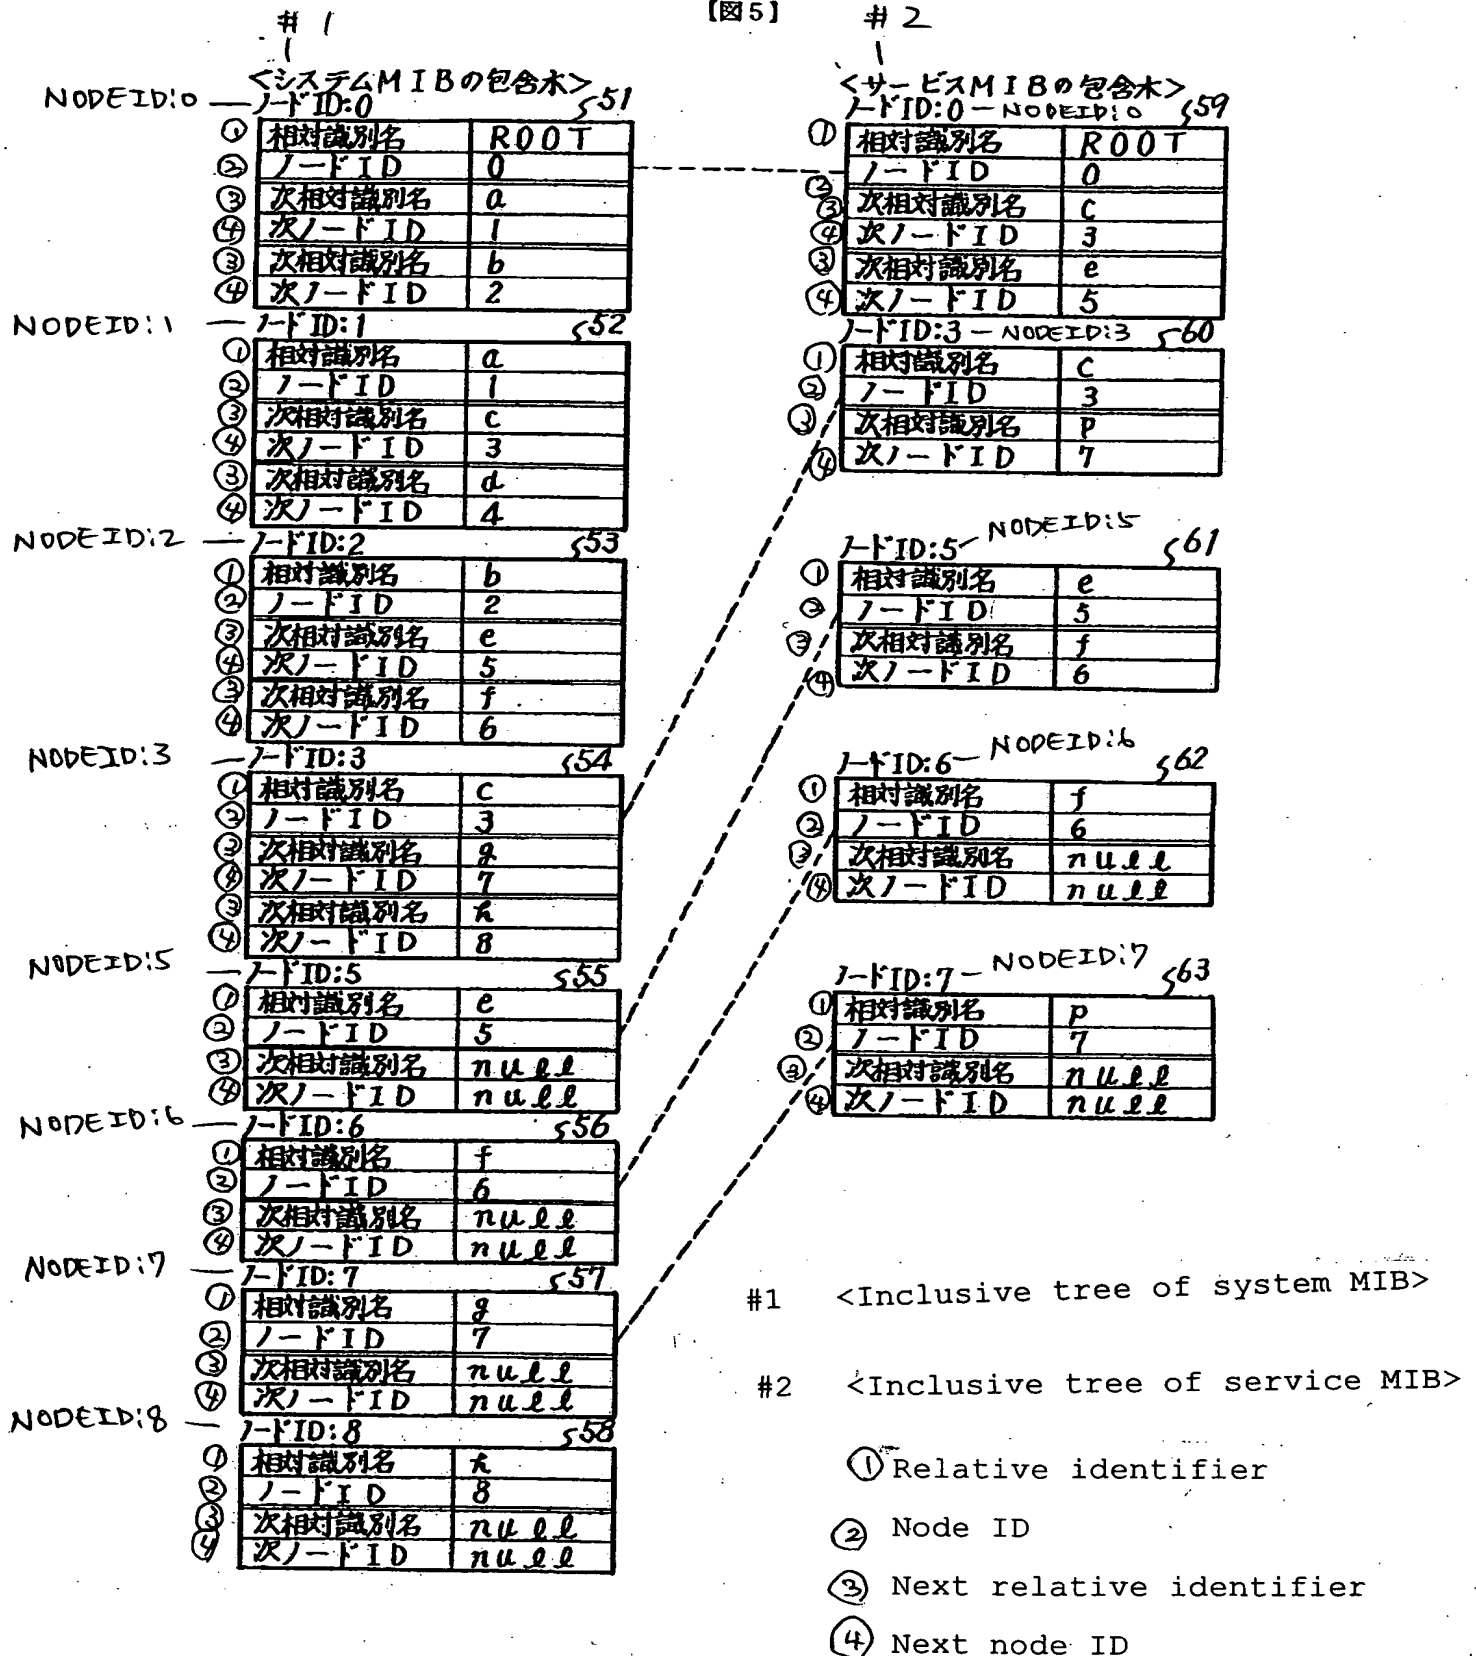 【図5】
#1
<システムMIBの包含木>
NODEID:0
ノードID:0
51
① 相対識別名 ROOT
② ノードID 0
③ 次相対識別名 a
④ 次ノードID 1
③ 次相対識別名 b
④ 次ノードID 2
NODEID:1
ノードID:1
52
① 相対識別名 a
② ノードID 1
③ 次相対識別名 c
④ 次ノードID 3
③ 次相対識別名 d
④ 次ノードID 4
NODEID:2
ノードID:2
53
① 相対識別名 b
② ノードID 2
③ 次相対識別名 e
④ 次ノードID 5
③ 次相対識別名 f
④ 次ノードID 6
NODEID:3
ノードID:3
54
① 相対識別名 c
② ノードID 3
③ 次相対識別名 g
④ 次ノードID 7
③ 次相対識別名 h
④ 次ノードID 8
NODEID:5
ノードID:5
55
① 相対識別名 e
② ノードID 5
③ 次相対識別名 null
④ 次ノードID null
NODEID:6
ノードID:6
56
① 相対識別名 f
② ノードID 6
③ 次相対識別名 null
④ 次ノードID null
NODEID:7
ノードID:7
57
① 相対識別名 g
② ノードID 7
③ 次相対識別名 null
④ 次ノードID null
NODEID:8
ノードID:8
58
① 相対識別名 h
② ノードID 8
③ 次相対識別名 null
④ 次ノードID null
#2
<サービスMIBの包含木>
ノードID:0 - NODEID:0
59
① 相対識別名 ROOT
② ノードID 0
③ 次相対識別名 c
④ 次ノードID 3
③ 次相対識別名 e
④ 次ノードID 5
ノードID:3 - NODEID:3
60
① 相対識別名 c
② ノードID 3
③ 次相対識別名 p
④ 次ノードID 7
ノードID:5 - NODEID:5
61
① 相対識別名 e
② ノードID 5
③ 次相対識別名 f
④ 次ノードID 6
ノードID:6 - NODEID:6
62
① 相対識別名 f
② ノードID 6
③ 次相対識別名 null
④ 次ノードID null
ノードID:7 - NODEID:7
63
① 相対識別名 p
② ノードID 7
③ 次相対識別名 null
④ 次ノードID null
#1 <Inclusive tree of system MIB>
#2 <Inclusive tree of service MIB>
① Relative identifier
② Node ID
③ Next relative identifier
④ Next node ID